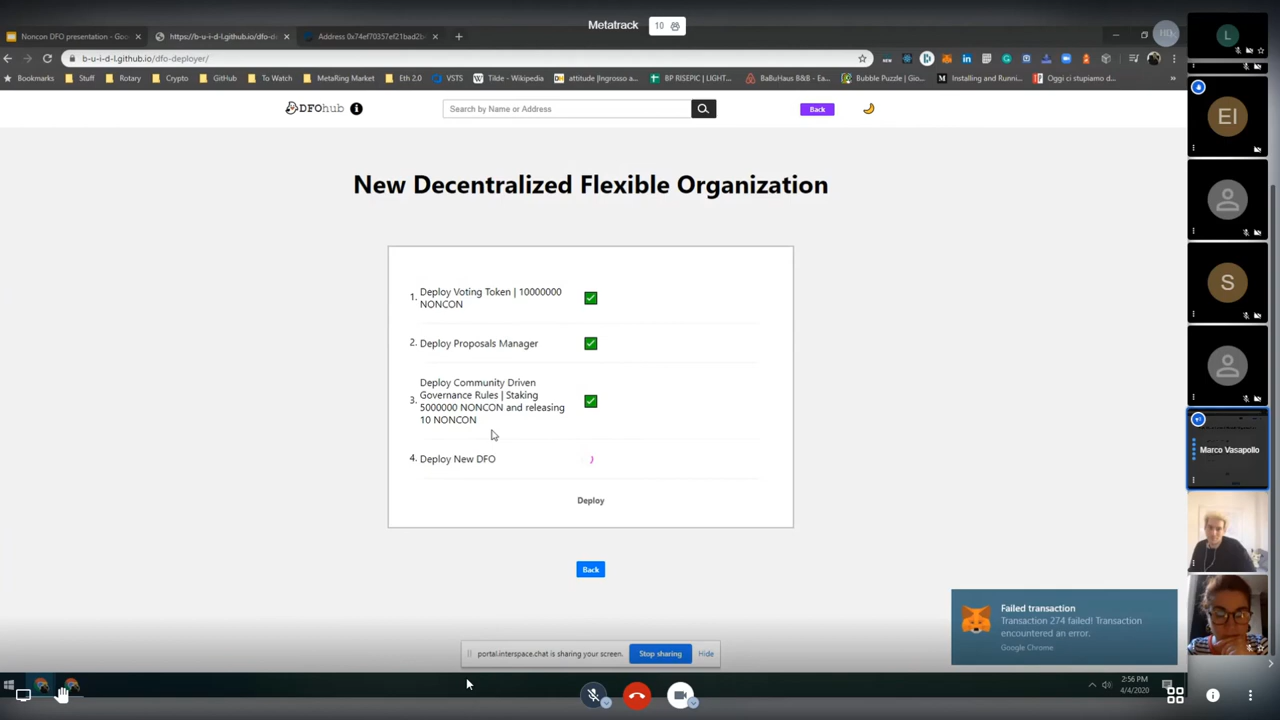 Metatrack 10
Noncon DFO presentation - Goo
https://b-u-i-d-l.github.io/dfo-d
Address 0x74ef70357ef21bad2b
b-u-i-d-l.github.io/dfo-deployer/
Bookmarks Stuff Rotary Crypto GitHub To Watch MetaRing Market Eth 2.0 VSTS Tilde - Wikipedia attitude |Ingrosso a... BP RISEPIC | LIGHT... BaBuHaus B&B - Ea... Bubble Puzzle | Gio... Installing and Runni... Oggi ci stupiamo d...
DFOhub
Search by Name or Address
Back
New Decentralized Flexible Organization
1. Deploy Voting Token | 10000000
NONCON
2. Deploy Proposals Manager
3. Deploy Community Driven
Governance Rules | Staking
5000000 NONCON and releasing
10 NONCON
4. Deploy New DFO
Deploy
Back
L
EI
S
Marco Vasapollo
Failed transaction
Transaction 274 failed! Transaction
encountered an error.
Google Chrome
portal.interspace.chat is sharing your screen.
Stop sharing
Hide
2:56 PM
4/4/2020